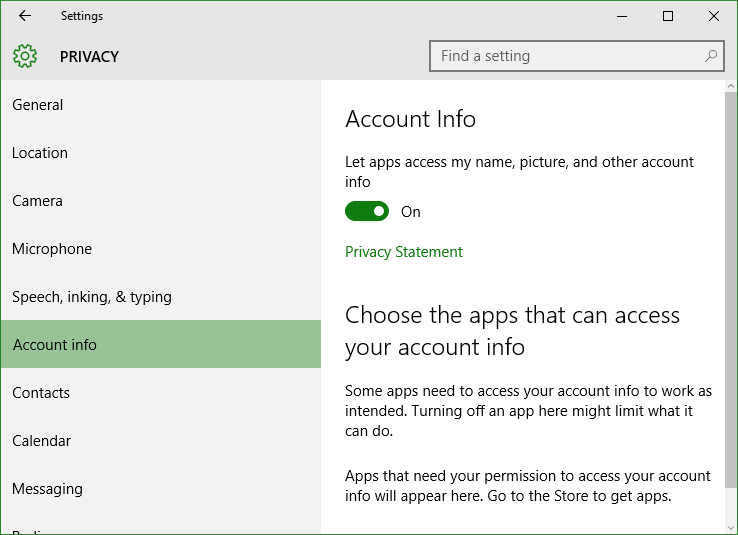 Settings
PRIVACY
Find a setting
General
Location
Camera
Microphone
Speech, inking, & typing
Account info
Contacts
Calendar
Messaging
Account Info
Let apps access my name, picture, and other account
info
On
Privacy Statement
Choose the apps that can access
your account info
Some apps need to access your account info to work as
intended. Turning off an app here might limit what it
can do.
Apps that need your permission to access your account
info will appear here. Go to the Store to get apps.